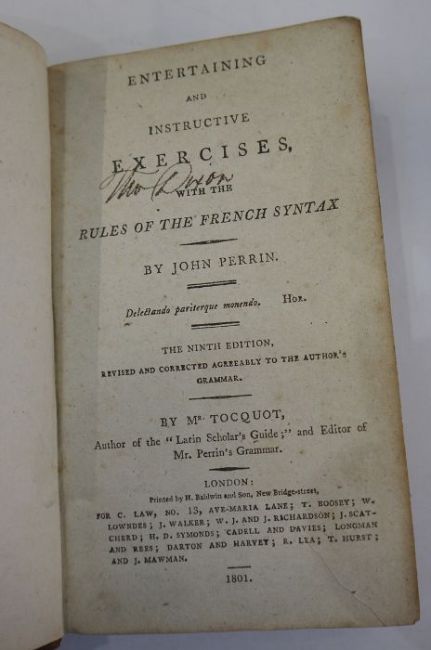 ENTERTAINING
AND
INSTRUCTIVE
EXERCISES,
Tho Dixon
WITH THE
RULES OF THE FRENCH SYNTAX
BY JOHN PERRIN.
Delectando pariterque monendo. HOR.
THE NINTH EDITION,
REVISED AND CORRECTED AGREEABLY TO THE AUTHOR'S
GRAMMAR.
BY Mr. TOCQUOT,
Author of the "Latin Scholar's Guide;" and Editor of
Mr. Perrin's Grammar.
LONDON:
Printed by H. Baldwin and Son, New Bridge-street,
FOR C. LAW, NO. 13, AVE-MARIA LANE; T. BOOSEY; W.
LOWNDES; J. WALKER; W. J. AND J. RICHARDSON; J. SCAT-
CHERD; H. D. SYMONDS; CADELL AND DAVIES; LONGMAN
AND REES; DARTON AND HARVEY; R. LEA; T. HURST;
AND J. MAWMAN.
1801.